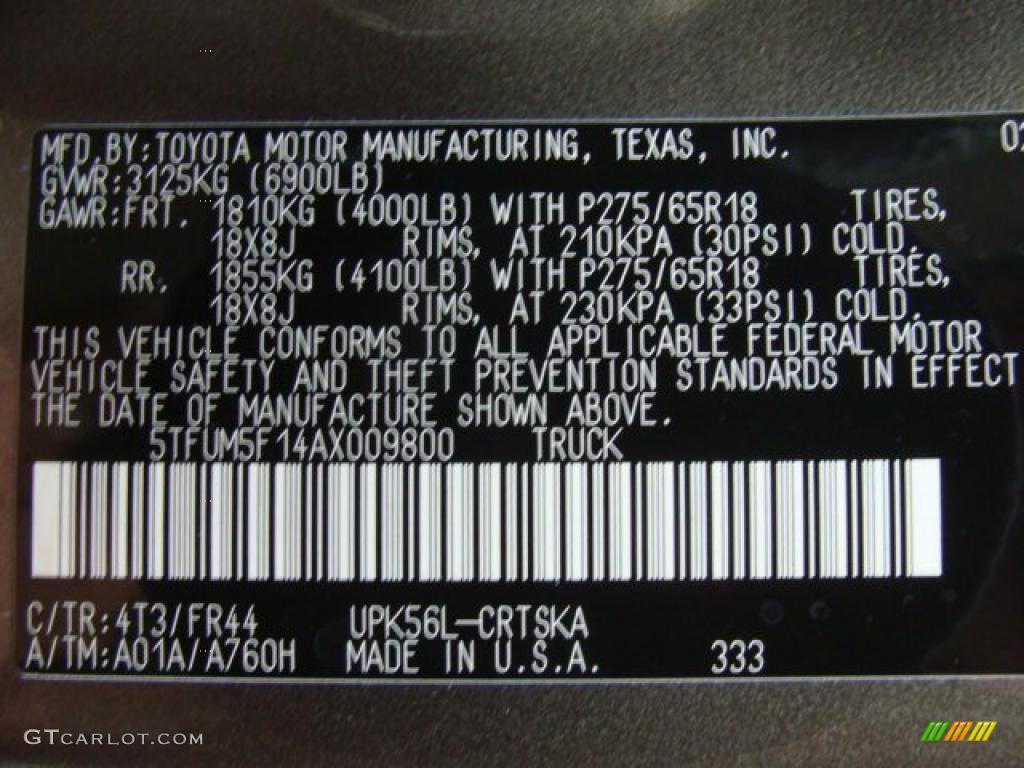 MFD.BY:TOYOTA MOTOR MANUFACTURING, TEXAS, INC.
GVWR:3125KG (6900LB)
GAWR:FRT. 1810KG (4000LB) WITH P275/65R18 TIRES,
18X8J RIMS, AT 210KPA (30PSI) COLD.
RR. 1855KG (4100LB) WITH P275/65R18 TIRES,
18X8J RIMS, AT 230KPA (33PSI) COLD.
THIS VEHICLE CONFORMS TO ALL APPLICABLE FEDERAL MOTOR
VEHICLE SAFETY AND THEFT PREVENTION STANDARDS IN EFFECT
THE DATE OF MANUFACTURE SHOWN ABOVE.
5TFUM5F14AX009800 TRUCK
C/TR:4T3/FR44 UPK56L-CRTSKA
A/TM:A01A/A760H MADE IN U.S.A. 333
GTCARLOT.COM